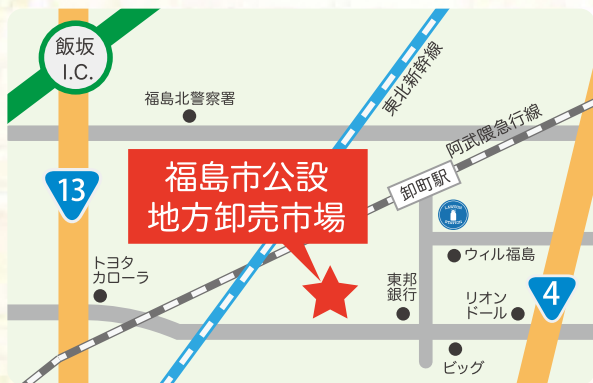 飯坂
I.C.
福島北警察署
東北新幹線
阿武隈急行線
13
福島市公設
地方卸売市場
卸町駅
トヨタ
カローラ
ウィル福島
東邦
銀行
リオン
ドール
4
ビッグ